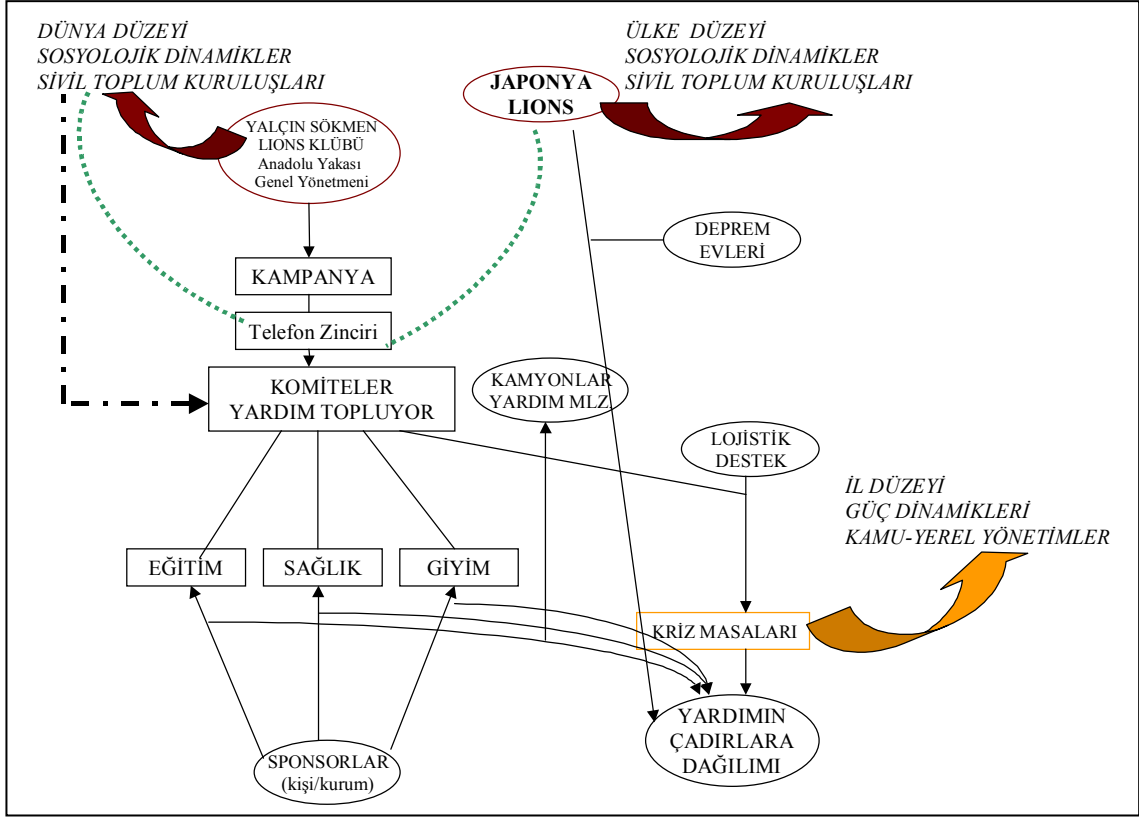 DÜNYA DÜZEYİ
SOSYOLOJİK DİNAMİKLER
SİVİL TOPLUM KURULUŞLARI
ÜLKE DÜZEYİ
SOSYOLOJİK DİNAMİKLER
SİVİL TOPLUM KURULUŞLARI
JAPONYA
LIONS
YALÇIN SÖKMEN
LIONS KLÜBÜ
Anadolu Yakası
Genel Yönetmeni
DEPREM
EVLERİ
KAMPANYA
Telefon Zinciri
KOMİTELER
YARDIM TOPLUYOR
KAMYONLAR
YARDIM MLZ.
LOJİSTİK
DESTEK
İL DÜZEYİ
GÜÇ DİNAMİKLERİ
KAMU-YEREL YÖNETİMLER
EĞİTİM
SAĞLIK
GİYİM
KRİZ MASALARI
YARDIMIN
ÇADIRLARA
DAĞILIMI
SPONSORLAR
(kişi/kurum)